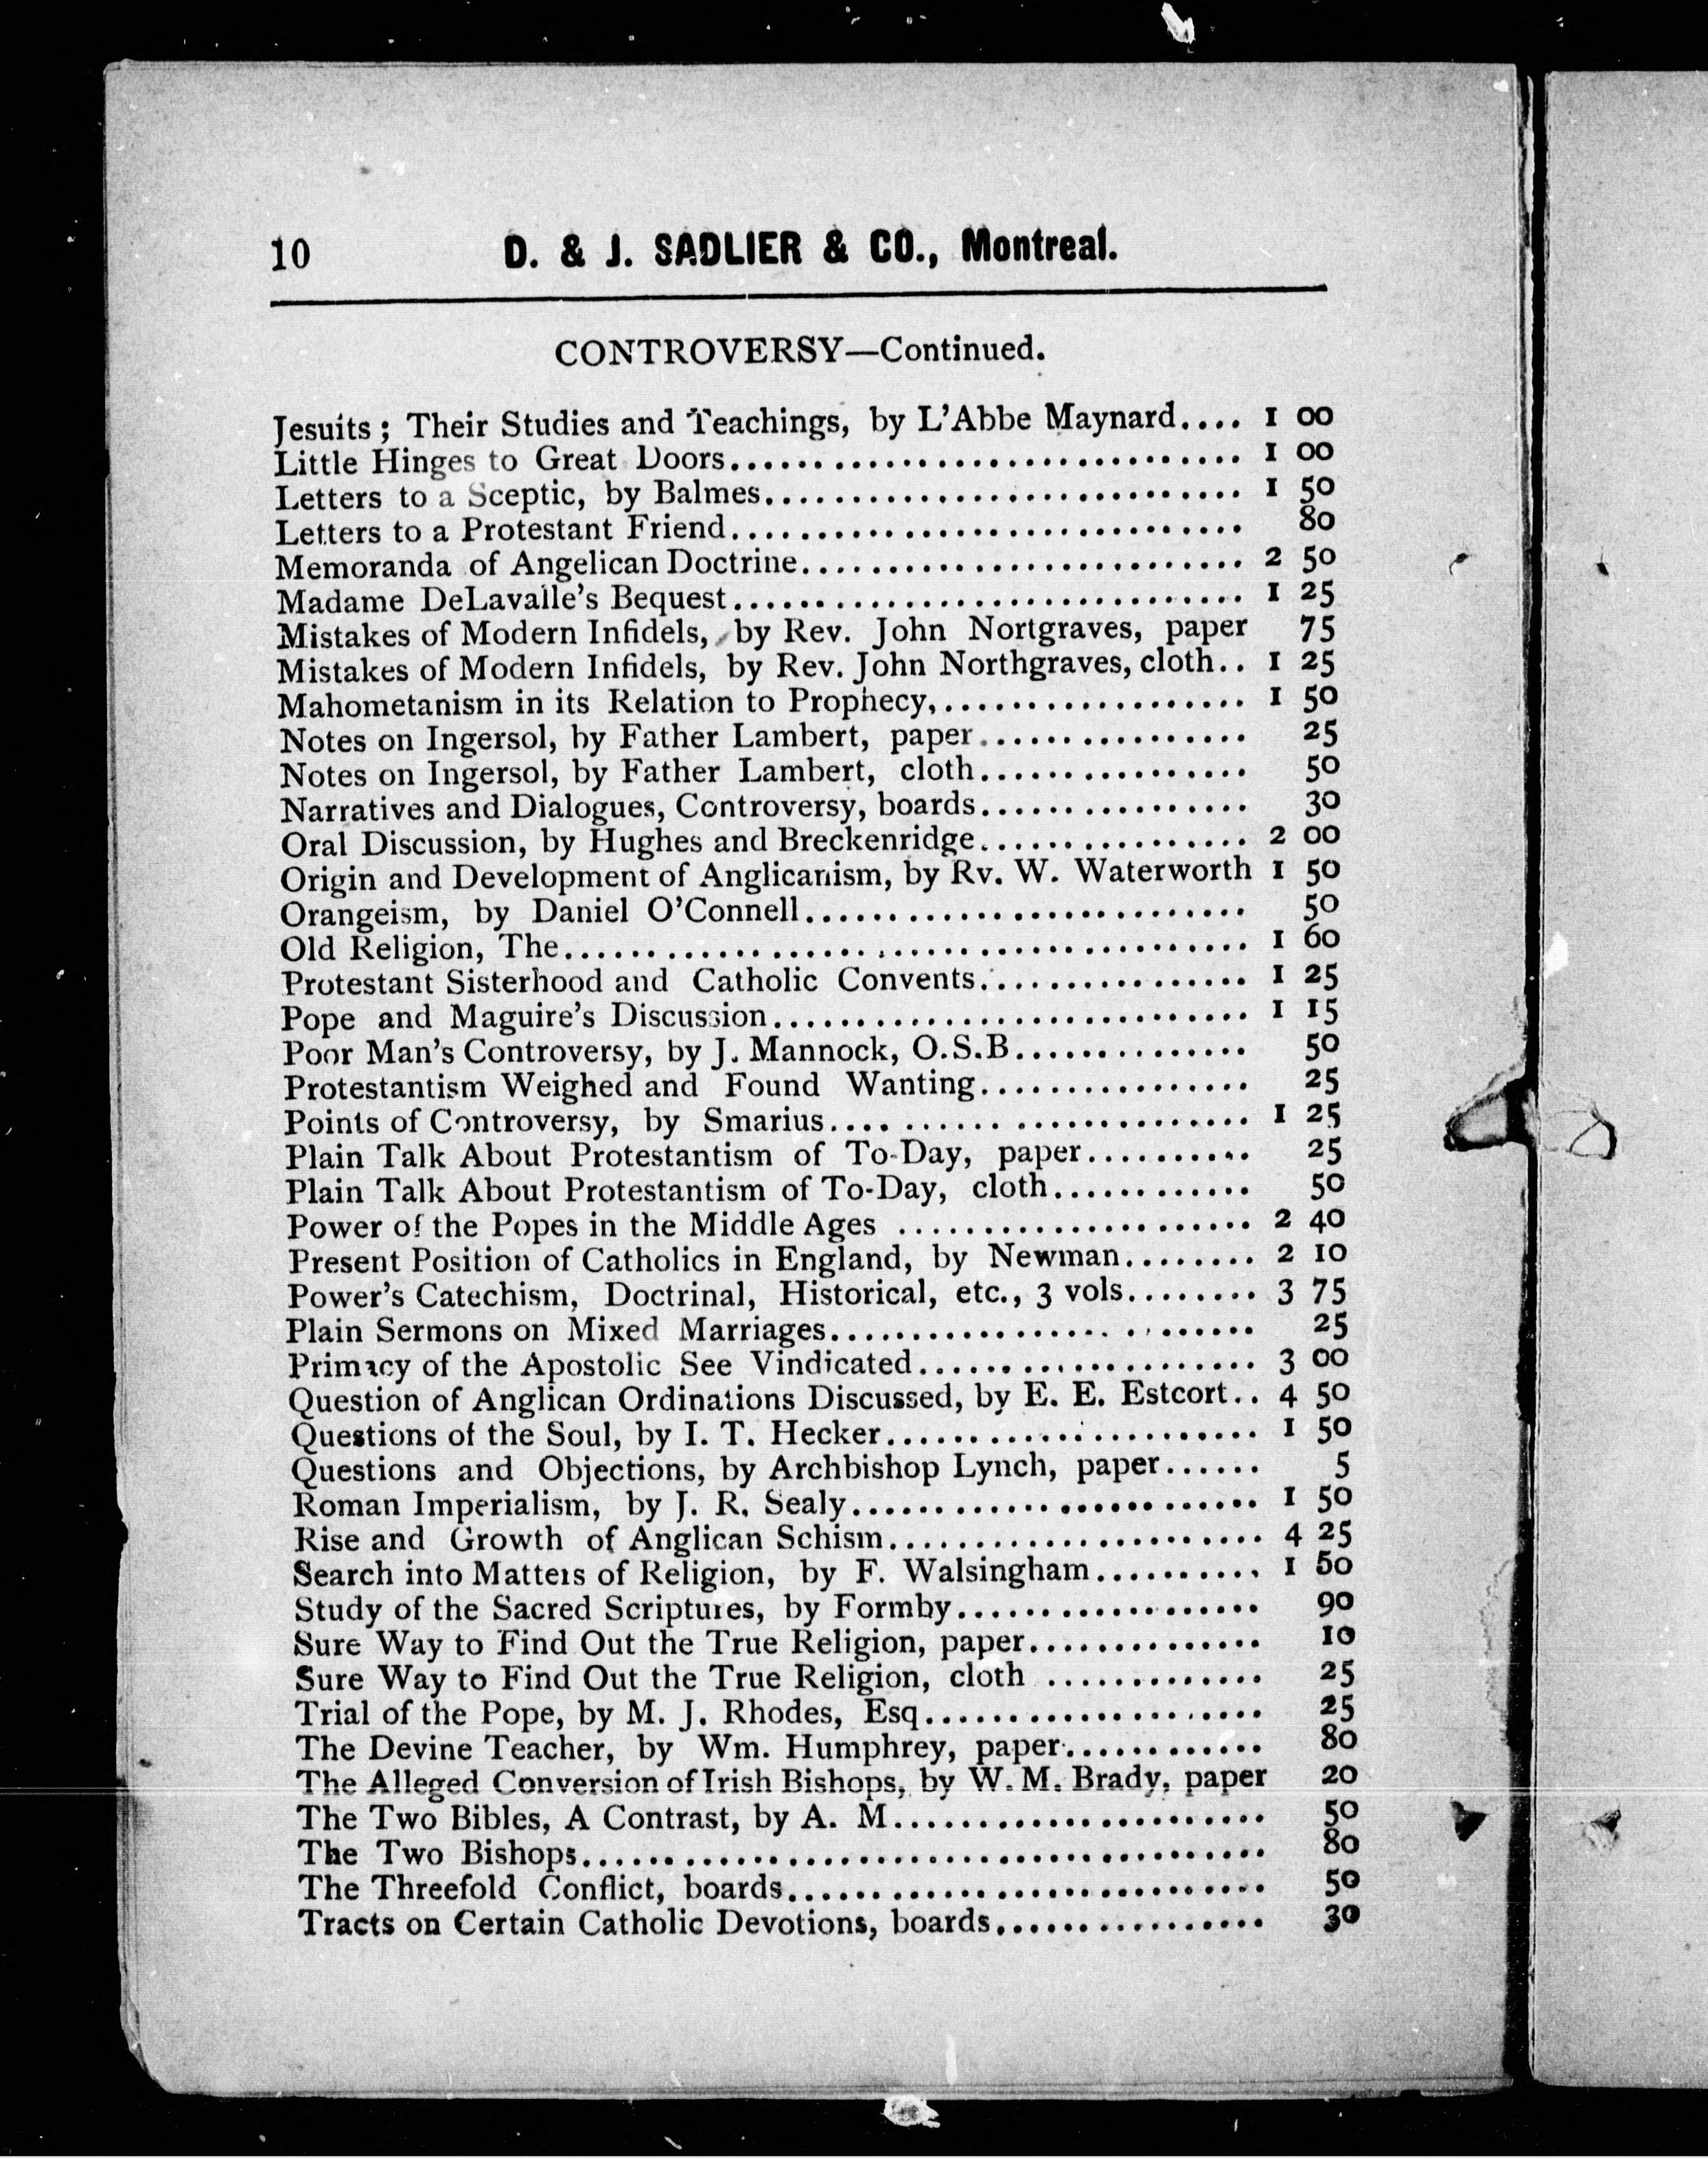 10 D. & J. SADLIER & CO., Montreal.
CONTROVERSY—Continued.
Jesuits ; Their Studies and Teachings, by L'Abbe Maynard.... 1 00
Little Hinges to Great Doors.................................... 1 00
Letters to a Sceptic, by Balmes................................. 1 50
Letters to a Protestant Friend.................................. 80
Memoranda of Angelican Doctrine............................... 2 50
Madame DeLavalle's Bequest.................................... 1 25
Mistakes of Modern Infidels, by Rev. John Nortgraves, paper 75
Mistakes of Modern Infidels, by Rev. John Northgraves, cloth.. 1 25
Mahometanism in its Relation to Prophecy,................... 1 50
Notes on Ingersol, by Father Lambert, paper................ 25
Notes on Ingersol, by Father Lambert, cloth................ 50
Narratives and Dialogues, Controversy, boards................ 30
Oral Discussion, by Hughes and Breckenridge................. 2 00
Origin and Development of Anglicanism, by Rv. W. Waterworth 1 50
Orangeism, by Daniel O'Connell.............................. 50
Old Religion, The............................................... 1 60
Protestant Sisterhood and Catholic Convents................. 1 25
Pope and Maguire's Discussion................................ 1 15
Poor Man's Controversy, by J. Mannock, O.S.B.............. 50
Protestantism Weighed and Found Wanting................. 25
Points of Controversy, by Smarius............................ 1 25
Plain Talk About Protestantism of To-Day, paper.......... 25
Plain Talk About Protestantism of To-Day, cloth............ 50
Power of the Popes in the Middle Ages ...................... 2 40
Present Position of Catholics in England, by Newman........ 2 10
Power's Catechism, Doctrinal, Historical, etc., 3 vols........ 3 75
Plain Sermons on Mixed Marriages............................ 25
Primacy of the Apostolic See Vindicated...................... 3 00
Question of Anglican Ordinations Discussed, by E. E. Estcort.. 4 50
Questions of the Soul, by I. T. Hecker........................ 1 50
Questions and Objections, by Archbishop Lynch, paper...... 5
Roman Imperialism, by J. R. Sealy........................... 1 50
Rise and Growth of Anglican Schism......................... 4 25
Search into Matters of Religion, by F. Walsingham.......... 1 50
Study of the Sacred Scriptures, by Formby................... 90
Sure Way to Find Out the True Religion, paper.............. 10
Sure Way to Find Out the True Religion, cloth ............. 25
Trial of the Pope, by M. J. Rhodes, Esq..................... 25
The Devine Teacher, by Wm. Humphrey, paper............. 80
The Alleged Conversion of Irish Bishops, by W. M. Brady, paper 20
The Two Bibles, A Contrast, by A. M....................... 50
The Two Bishops.............................................. 80
The Threefold Conflict, boards................................ 50
Tracts on Certain Catholic Devotions, boards................. 30